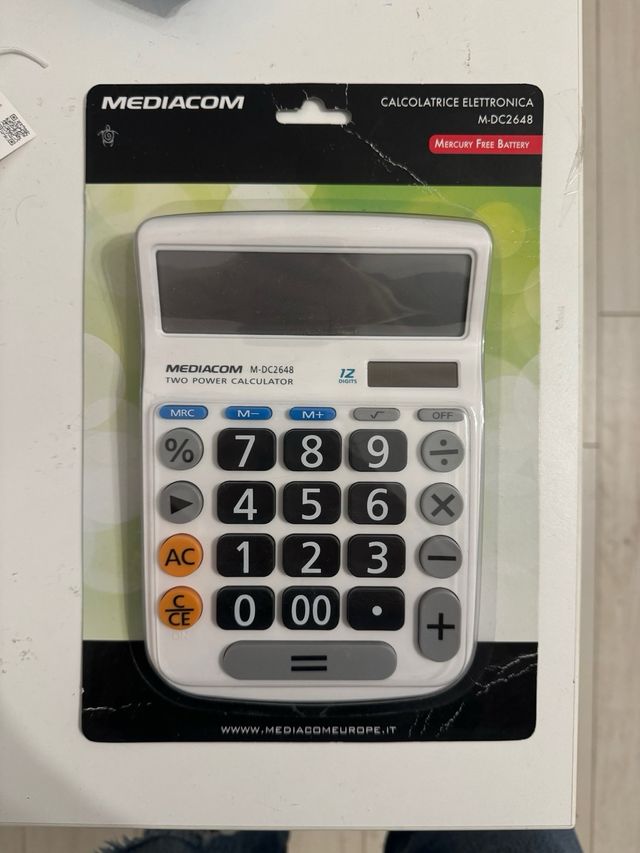 MEDIACOM
CALCOLATRICE ELETTRONICA
M-DC2648
MERCURY FREE BATTERY
MEDIACOM M-DC2648
TWO POWER CALCULATOR
12
DIGITS
MRC M− M+ √ OFF
% 7 8 9 ÷
▶ 4 5 6 ×
AC 1 2 3 −
C
CE
0 00 • +
ON
=
WWW.MEDIACOMEUROPE.IT